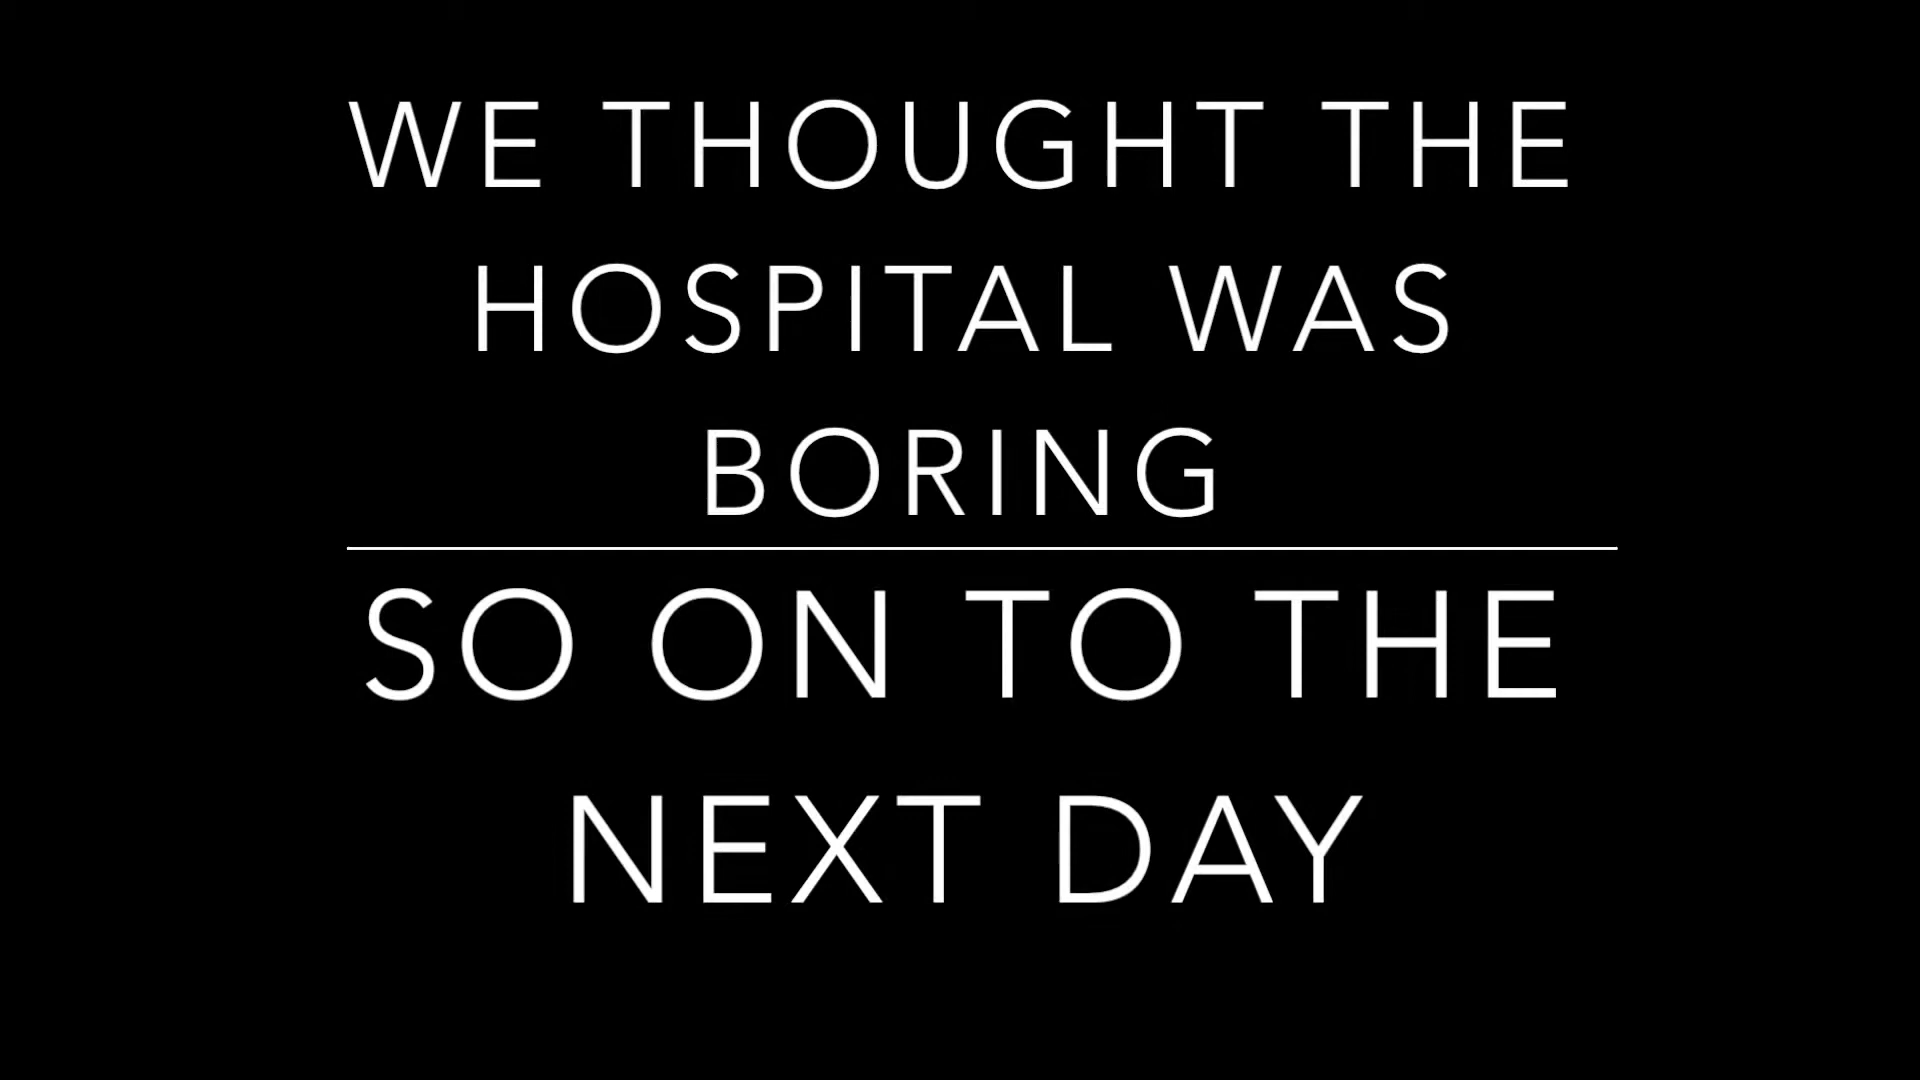 WE THOUGHT THE
HOSPITAL WAS
BORING
SO ON TO THE
NEXT DAY